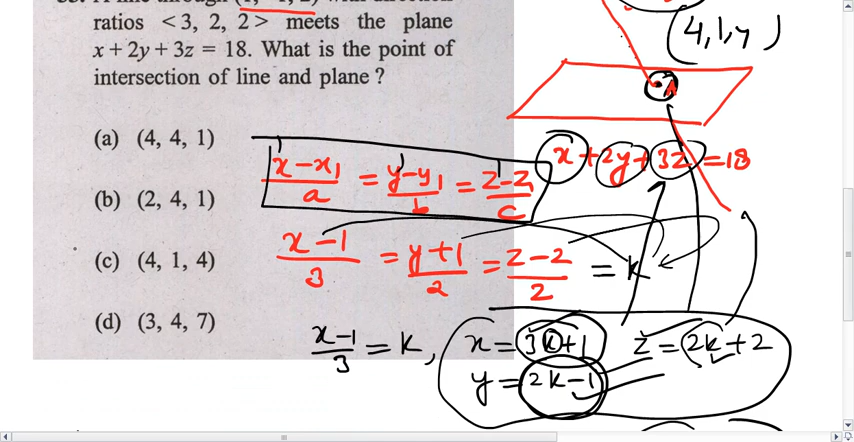 ratios < 3, 2, 2 > meets the plane
x + 2y + 3z = 18. What is the point of
intersection of line and plane ?
(a) (4, 4, 1)
(b) (2, 4, 1)
(c) (4, 1, 4)
(d) (3, 4, 7)
(4, 1, 4)
A
x + 2y + 3z = 18
x-x1/a = y-y1/b = z-z1/c
x-1/3 = y+1/2 = z-2/2 = k
x-1/3 = k, x = 3k+1 z = 2k+2
y = 2k-1